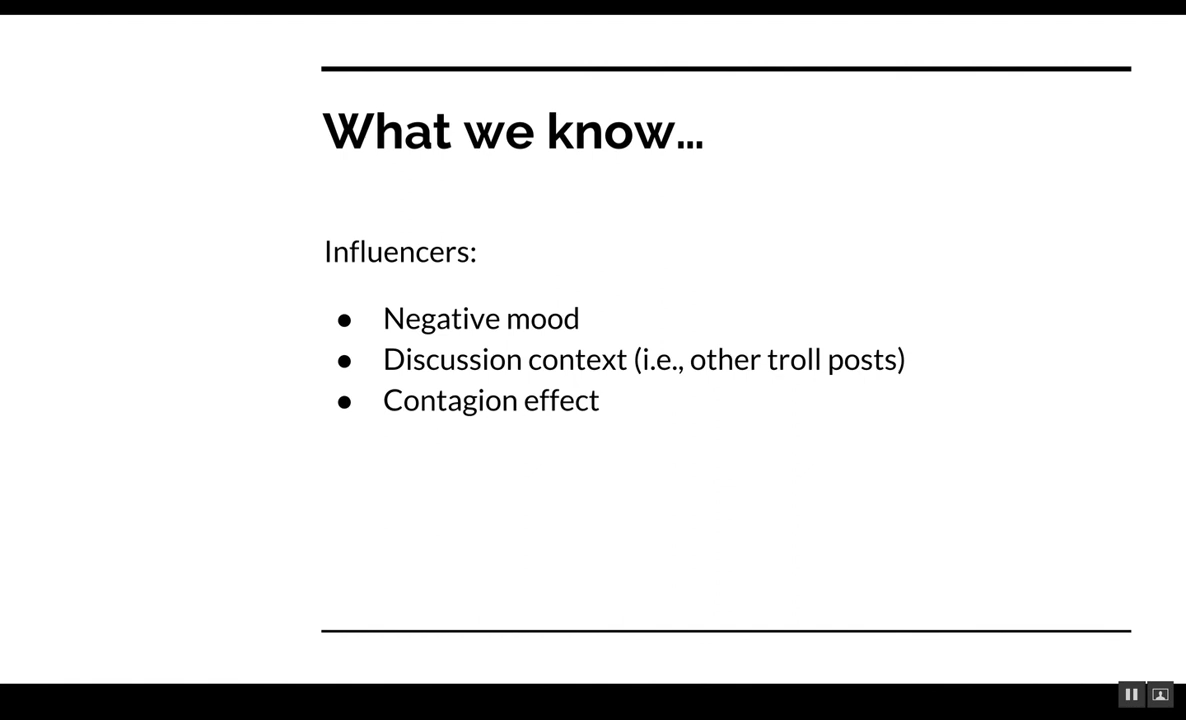 What we know…
Influencers:
● Negative mood
● Discussion context (i.e., other troll posts)
● Contagion effect